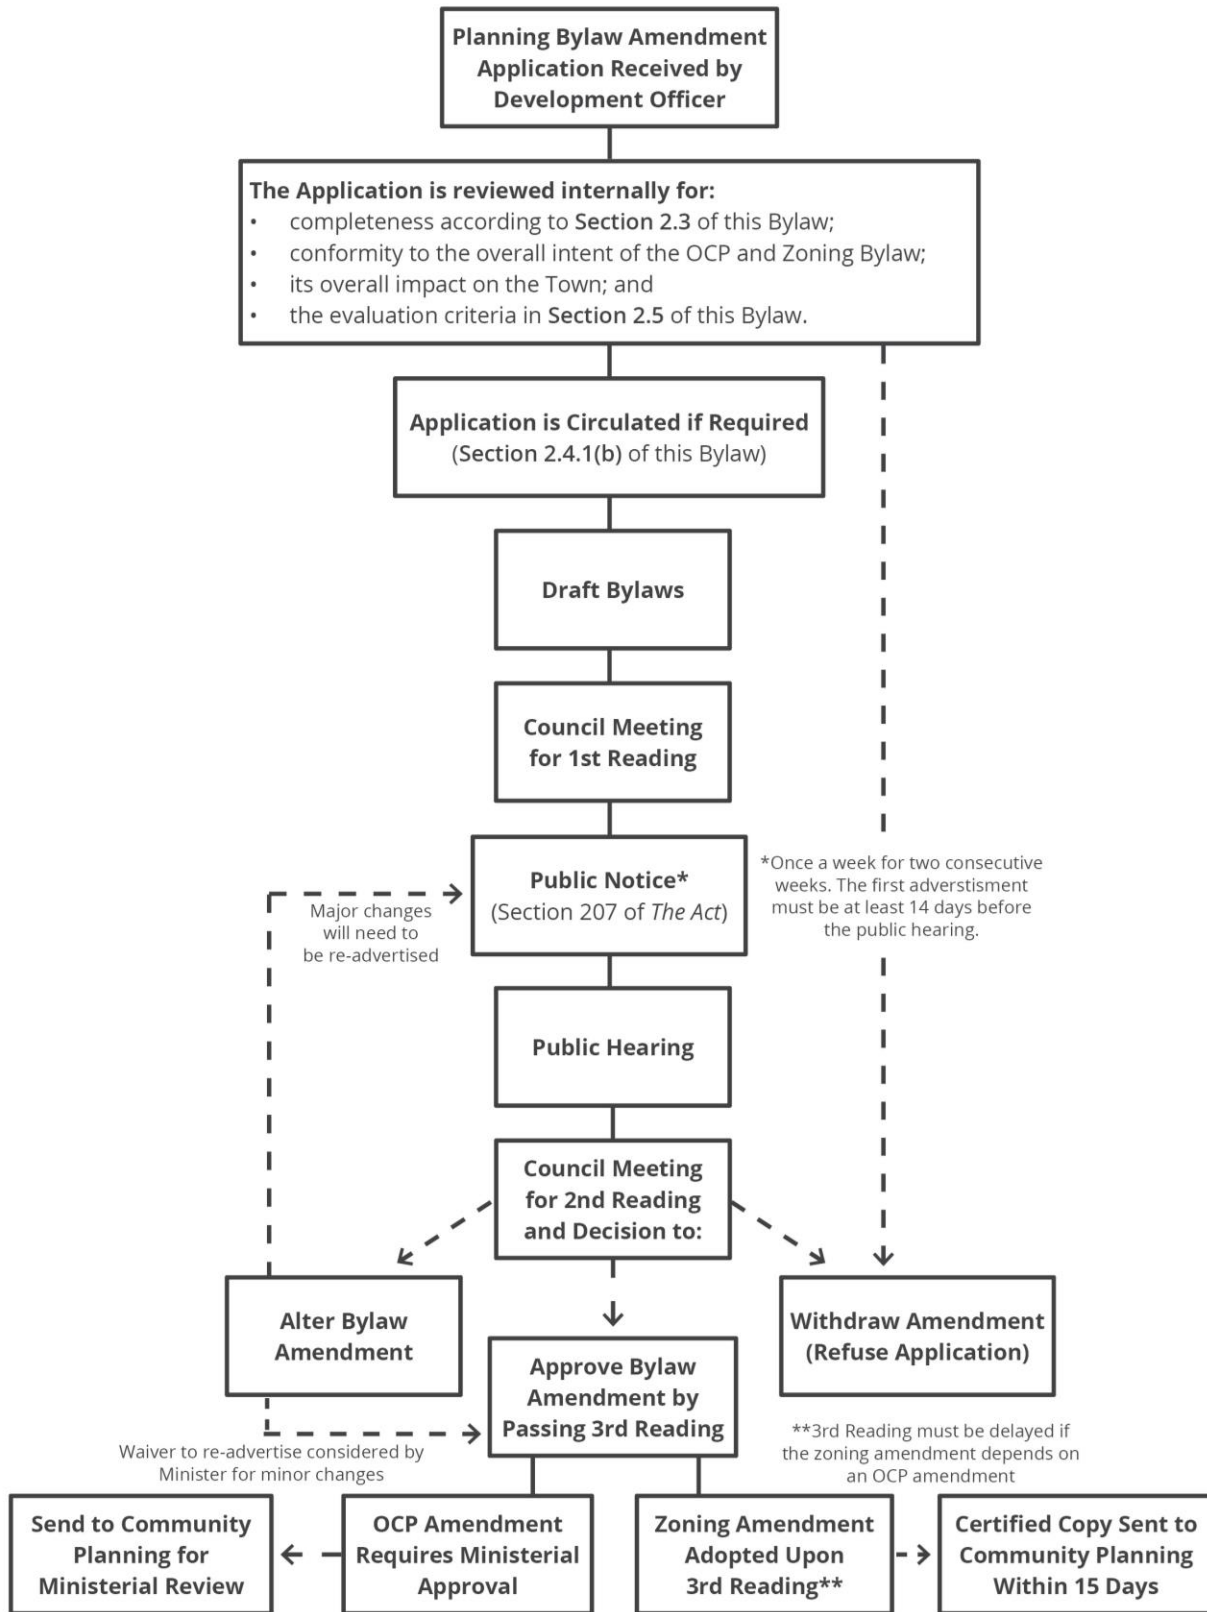 Planning Bylaw Amendment
Application Received by
Development Officer
The Application is reviewed internally for:
• completeness according to Section 2.3 of this Bylaw;
• conformity to the overall intent of the OCP and Zoning Bylaw;
• its overall impact on the Town; and
• the evaluation criteria in Section 2.5 of this Bylaw.
Application is Circulated if Required
(Section 2.4.1(b) of this Bylaw)
Draft Bylaws
Council Meeting
for 1st Reading
Public Notice*
(Section 207 of The Act)
*Once a week for two consecutive
weeks. The first adverstisment
must be at least 14 days before
the public hearing.
Major changes
will need to
be re-advertised
Public Hearing
Council Meeting
for 2nd Reading
and Decision to:
Alter Bylaw
Amendment
Approve Bylaw
Amendment by
Passing 3rd Reading
Withdraw Amendment
(Refuse Application)
Waiver to re-advertise considered by
Minister for minor changes
**3rd Reading must be delayed if
the zoning amendment depends on
an OCP amendment
Send to Community
Planning for
Ministerial Review
OCP Amendment
Requires Ministerial
Approval
Zoning Amendment
Adopted Upon
3rd Reading**
Certified Copy Sent to
Community Planning
Within 15 Days